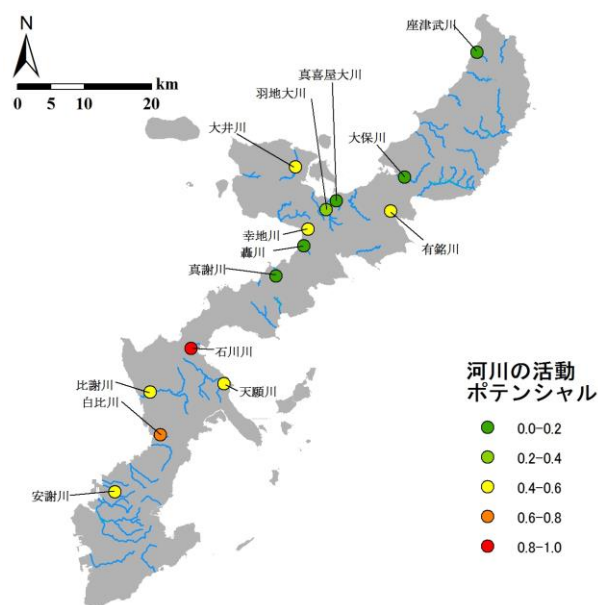 N
km
0 5 10 20
座津武川
真喜屋大川
羽地大川
大井川
大保川
幸地川
轟川
有銘川
真謝川
石川川
比謝川
天願川
白比川
安謝川
河川の活動
ポテンシャル
0.0-0.2
0.2-0.4
0.4-0.6
0.6-0.8
0.8-1.0